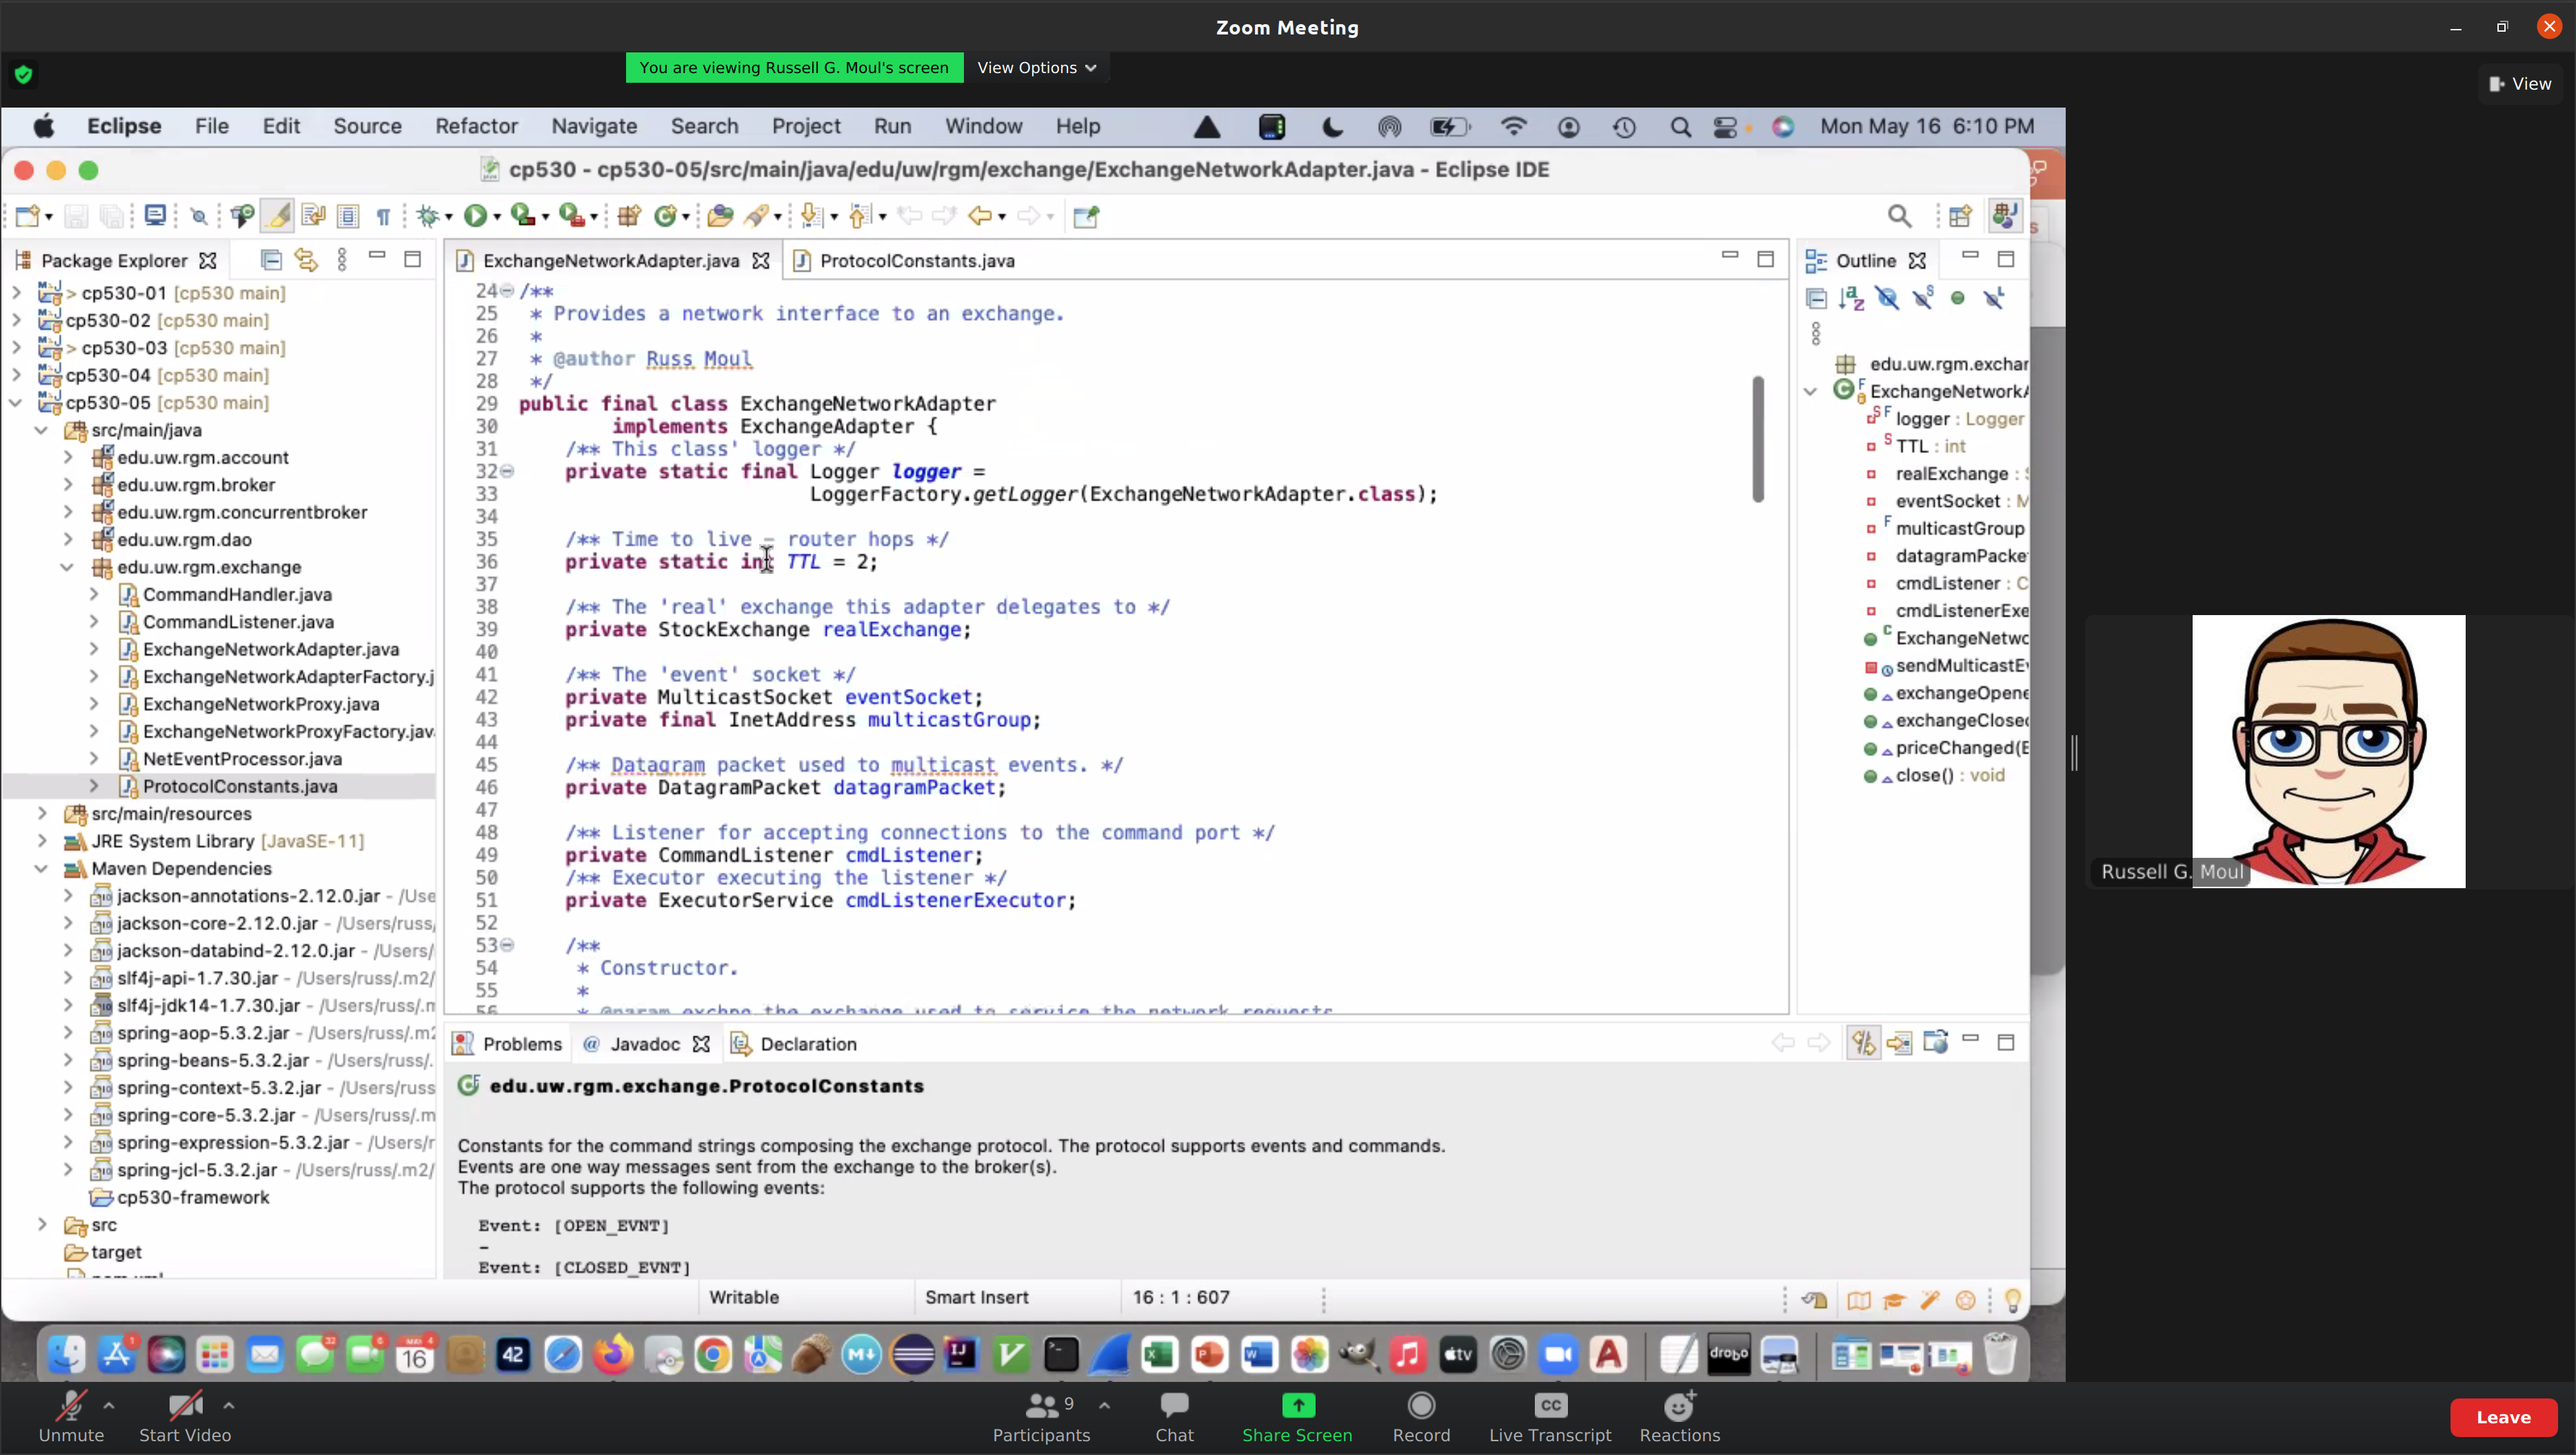 Zoom Meeting
You are viewing Russell G. Moul's screen View Options
View
Eclipse File Edit Source Refactor Navigate Search Project Run Window Help Mon May 16 6:10 PM
cp530 - cp530-05/src/main/java/edu/uw/rgm/exchange/ExchangeNetworkAdapter.java - Eclipse IDE
Package Explorer
> cp530-01 [cp530 main]
cp530-02 [cp530 main]
> cp530-03 [cp530 main]
cp530-04 [cp530 main]
cp530-05 [cp530 main]
src/main/java
edu.uw.rgm.account
edu.uw.rgm.broker
edu.uw.rgm.concurrentbroker
edu.uw.rgm.dao
edu.uw.rgm.exchange
CommandHandler.java
CommandListener.java
ExchangeNetworkAdapter.java
ExchangeNetworkAdapterFactory.j
ExchangeNetworkProxy.java
ExchangeNetworkProxyFactory.jav
NetEventProcessor.java
ProtocolConstants.java
src/main/resources
JRE System Library [JavaSE-11]
Maven Dependencies
jackson-annotations-2.12.0.jar - /Use
jackson-core-2.12.0.jar - /Users/russ/
jackson-databind-2.12.0.jar - /Users/
slf4j-api-1.7.30.jar - /Users/russ/.m2/
slf4j-jdk14-1.7.30.jar - /Users/russ/.m
spring-aop-5.3.2.jar - /Users/russ/.m2
spring-beans-5.3.2.jar - /Users/russ/.
spring-context-5.3.2.jar - /Users/russ
spring-core-5.3.2.jar - /Users/russ/.m
spring-expression-5.3.2.jar - /Users/r
spring-jcl-5.3.2.jar - /Users/russ/.m2/
cp530-framework
src
target
ExchangeNetworkAdapter.java ProtocolConstants.java
24 /**
25 * Provides a network interface to an exchange.
26 *
27 * @author Russ Moul
28 */
29 public final class ExchangeNetworkAdapter
30 implements ExchangeAdapter {
31 /** This class' logger */
32 private static final Logger logger =
33 LoggerFactory.getLogger(ExchangeNetworkAdapter.class);
34
35 /** Time to live – router hops */
36 private static int TTL = 2;
37
38 /** The 'real' exchange this adapter delegates to */
39 private StockExchange realExchange;
40
41 /** The 'event' socket */
42 private MulticastSocket eventSocket;
43 private final InetAddress multicastGroup;
44
45 /** Datagram packet used to multicast events. */
46 private DatagramPacket datagramPacket;
47
48 /** Listener for accepting connections to the command port */
49 private CommandListener cmdListener;
50 /** Executor executing the listener */
51 private ExecutorService cmdListenerExecutor;
52
53 /**
54 * Constructor.
55 *
56 * @param exchng the exchange used to service the network requests
Outline
edu.uw.rgm.exchar
ExchangeNetworkA
logger : Logger
TTL : int
realExchange : S
eventSocket : M
multicastGroup
datagramPacke
cmdListener : C
cmdListenerExe
ExchangeNetwo
sendMulticastEv
exchangeOpene
exchangeClosed
priceChanged(E
close() : void
Problems @ Javadoc Declaration
edu.uw.rgm.exchange.ProtocolConstants
Constants for the command strings composing the exchange protocol. The protocol supports events and commands.
Events are one way messages sent from the exchange to the broker(s).
The protocol supports the following events:
Event: [OPEN_EVNT]
–
Event: [CLOSED_EVNT]
Writable Smart Insert 16 : 1 : 607
Russell G. Moul
16 42 M↓ IJ tv drobo
Unmute Start Video 9 Participants Chat Share Screen Record CC Live Transcript Reactions Leave